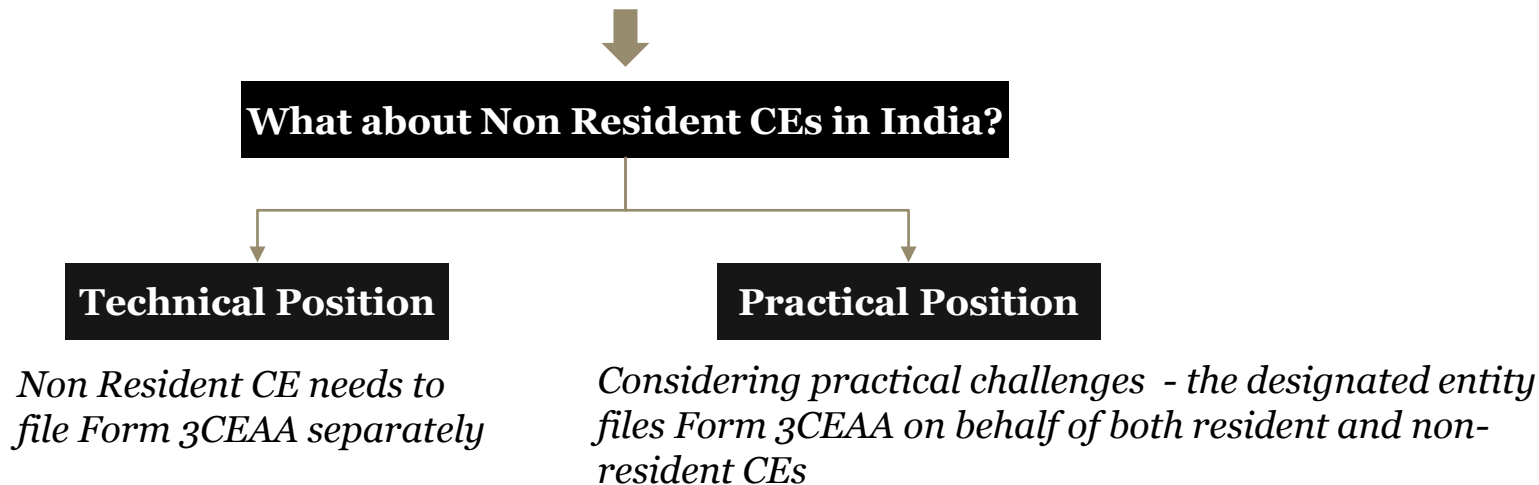 What about Non Resident CEs in India?
Technical Position
Practical Position
Non Resident CE needs to
file Form 3CEAA separately
Considering practical challenges - the designated entity
files Form 3CEAA on behalf of both resident and non-
resident CEs